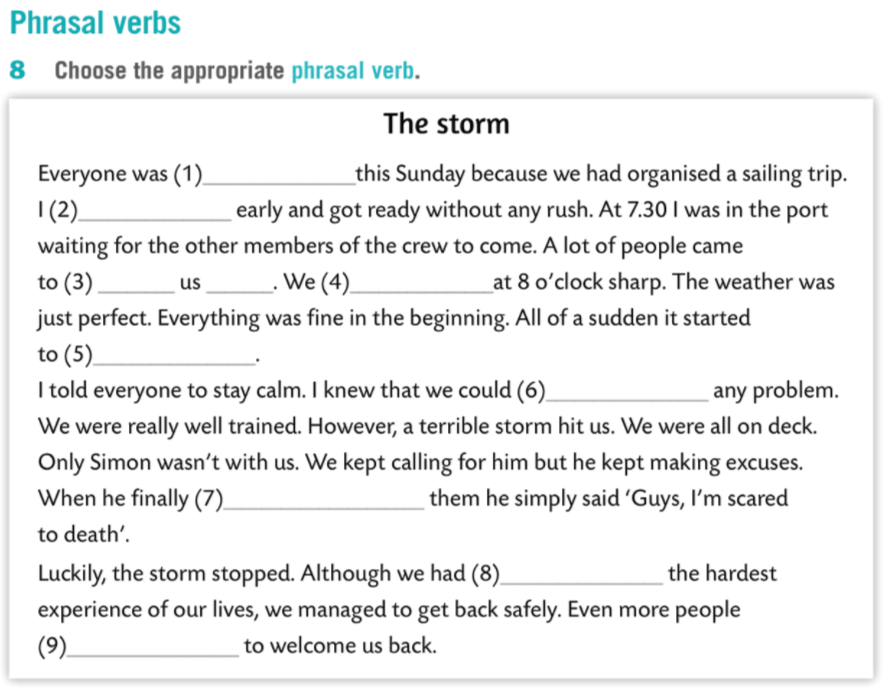 Phrasal verbs
8 Choose the appropriate phrasal verb.
The storm
Everyone was (1)______________this Sunday because we had organised a sailing trip.
I (2)______________ early and got ready without any rush. At 7.30 I was in the port
waiting for the other members of the crew to come. A lot of people came
to (3) _______ us ______. We (4)_____________at 8 o’clock sharp. The weather was
just perfect. Everything was fine in the beginning. All of a sudden it started
to (5)_______________.
I told everyone to stay calm. I knew that we could (6)_______________ any problem.
We were really well trained. However, a terrible storm hit us. We were all on deck.
Only Simon wasn’t with us. We kept calling for him but he kept making excuses.
When he finally (7)__________________ them he simply said ‘Guys, I’m scared
to death’.
Luckily, the storm stopped. Although we had (8)_______________ the hardest
experience of our lives, we managed to get back safely. Even more people
(9)________________ to welcome us back.